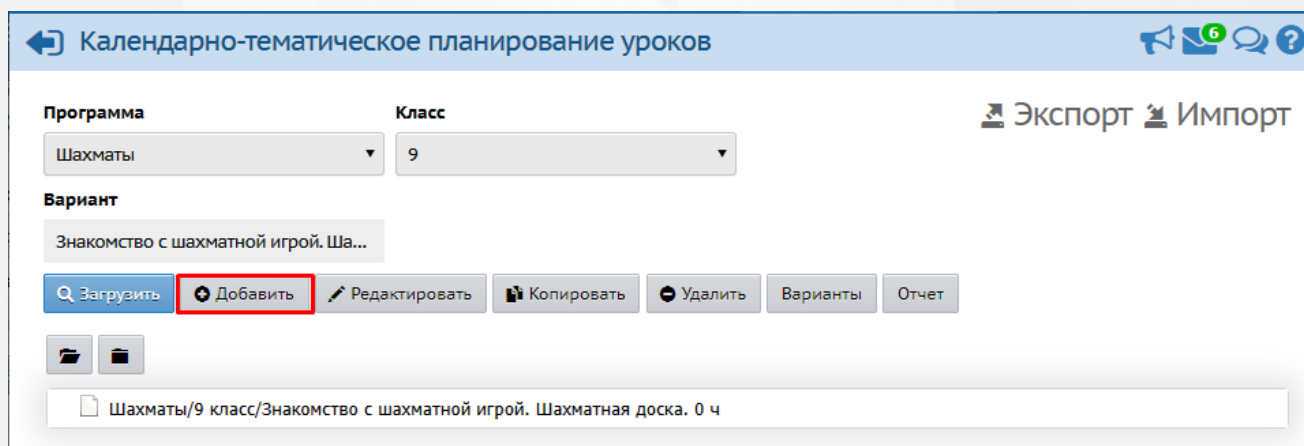 Календарно-тематическое планирование уроков
6
?
Программа
Класс
Экспорт Импорт
Шахматы
9
Вариант
Знакомство с шахматной игрой. Ша...
Загрузить Добавить Редактировать Копировать Удалить Варианты Отчет
Шахматы/9 класс/Знакомство с шахматной игрой. Шахматная доска. 0 ч